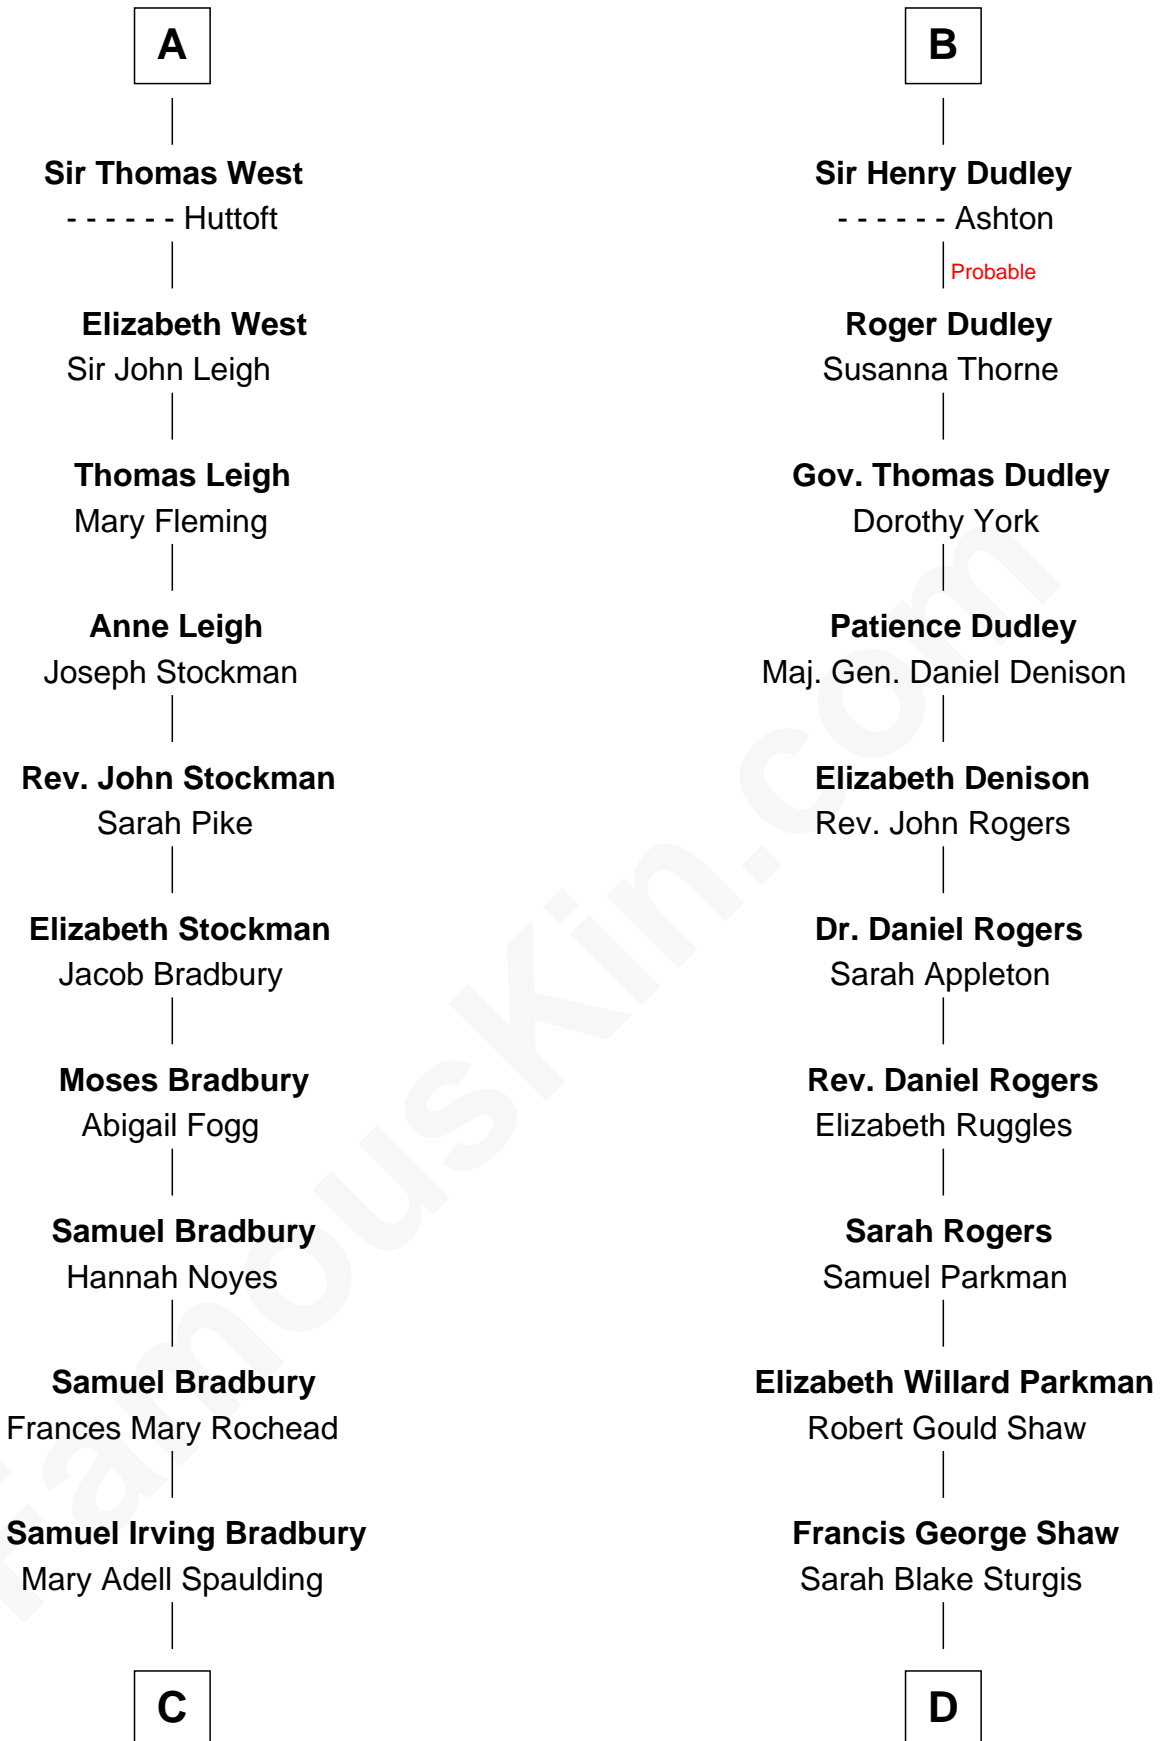 A
Sir Thomas West
- - - - - - Huttoft
Elizabeth West
Sir John Leigh
Thomas Leigh
Mary Fleming
Anne Leigh
Joseph Stockman
Rev. John Stockman
Sarah Pike
Elizabeth Stockman
Jacob Bradbury
Moses Bradbury
Abigail Fogg
Samuel Bradbury
Hannah Noyes
Samuel Bradbury
Frances Mary Rochead
Samuel Irving Bradbury
Mary Adell Spaulding
C
B
Sir Henry Dudley
- - - - - - Ashton
Probable
Roger Dudley
Susanna Thorne
Gov. Thomas Dudley
Dorothy York
Patience Dudley
Maj. Gen. Daniel Denison
Elizabeth Denison
Rev. John Rogers
Dr. Daniel Rogers
Sarah Appleton
Rev. Daniel Rogers
Elizabeth Ruggles
Sarah Rogers
Samuel Parkman
Elizabeth Willard Parkman
Robert Gould Shaw
Francis George Shaw
Sarah Blake Sturgis
D
FamousKin.com